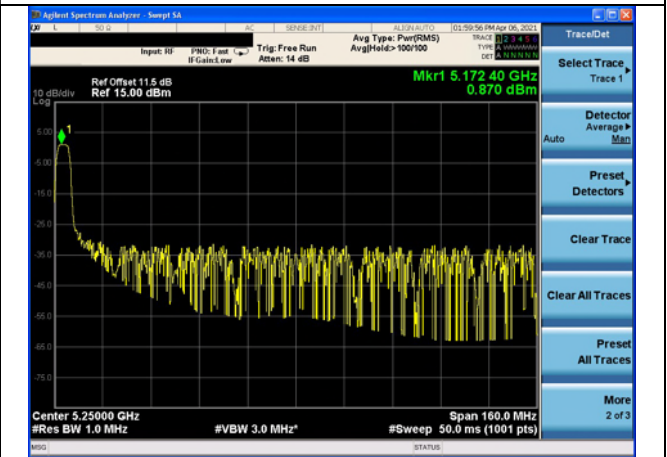 Agilent Spectrum Analyzer - Swept SA
L 50 Ω AC SENSE:INT ALIGN AUTO 01:59:56 PM Apr 06, 2021
Input: RF PNO: Fast Trig: Free Run Avg Type: Pwr(RMS) TRACE 1 2 3 4 5 6
IFGain:Low Atten: 14 dB Avg|Hold:> 100/100 TYPE A WWWWW
DET A N N N N N
Mkr1 5.172 40 GHz
0.870 dBm
Ref Offset 11.5 dB
10 dB/div Ref 15.00 dBm
Log
1
5.00
-5.00
-15.0
-25.0
-35.0
-45.0
-55.0
-65.0
-75.0
Center 5.25000 GHz Span 160.0 MHz
#Res BW 1.0 MHz #VBW 3.0 MHz* #Sweep 50.0 ms (1001 pts)
MSG STATUS
Trace/Det
Select Trace
Trace 1
Detector
Average
Auto Man
Preset
Detectors
Clear Trace
Clear All Traces
Preset
All Traces
More
2 of 3